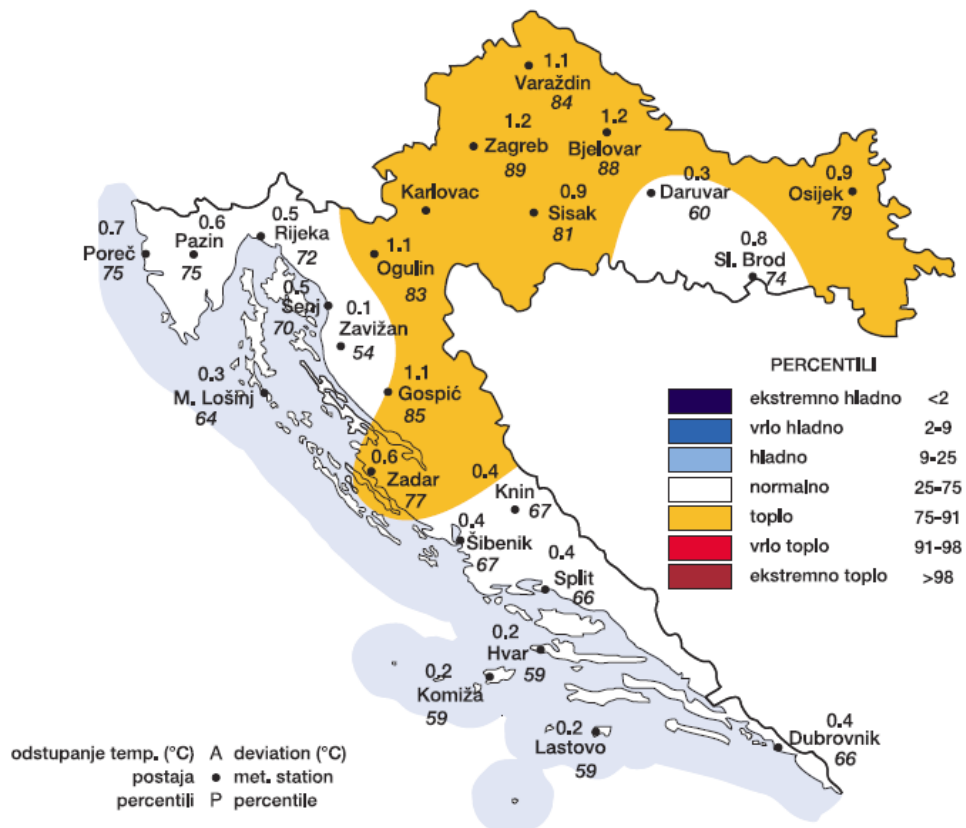 1.1
Varaždin
84
1.2
Zagreb
89
1.2
Bjelovar
88
Karlovac
0.9
Sisak
81
0.3
Daruvar
60
0.9
Osijek
79
0.8
Sl. Brod
74
0.7
Poreč
75
0.6
Pazin
75
0.5
Rijeka
72
1.1
Ogulin
83
0.5
Senj
70
0.1
Zavižan
54
0.3
M. Lošinj
64
1.1
Gospić
85
0.6
Zadar
77
0.4
Knin
67
0.4
Šibenik
67
0.4
Split
66
0.2
Hvar
59
0.2
Komiža
59
0.2
Lastovo
59
0.4
Dubrovnik
66
PERCENTILI
ekstremno hladno <2
vrlo hladno 2-9
hladno 9-25
normalno 25-75
toplo 75-91
vrlo toplo 91-98
ekstremno toplo >98
odstupanje temp. (°C) A deviation (°C)
postaja ● met. station
percentili P percentile